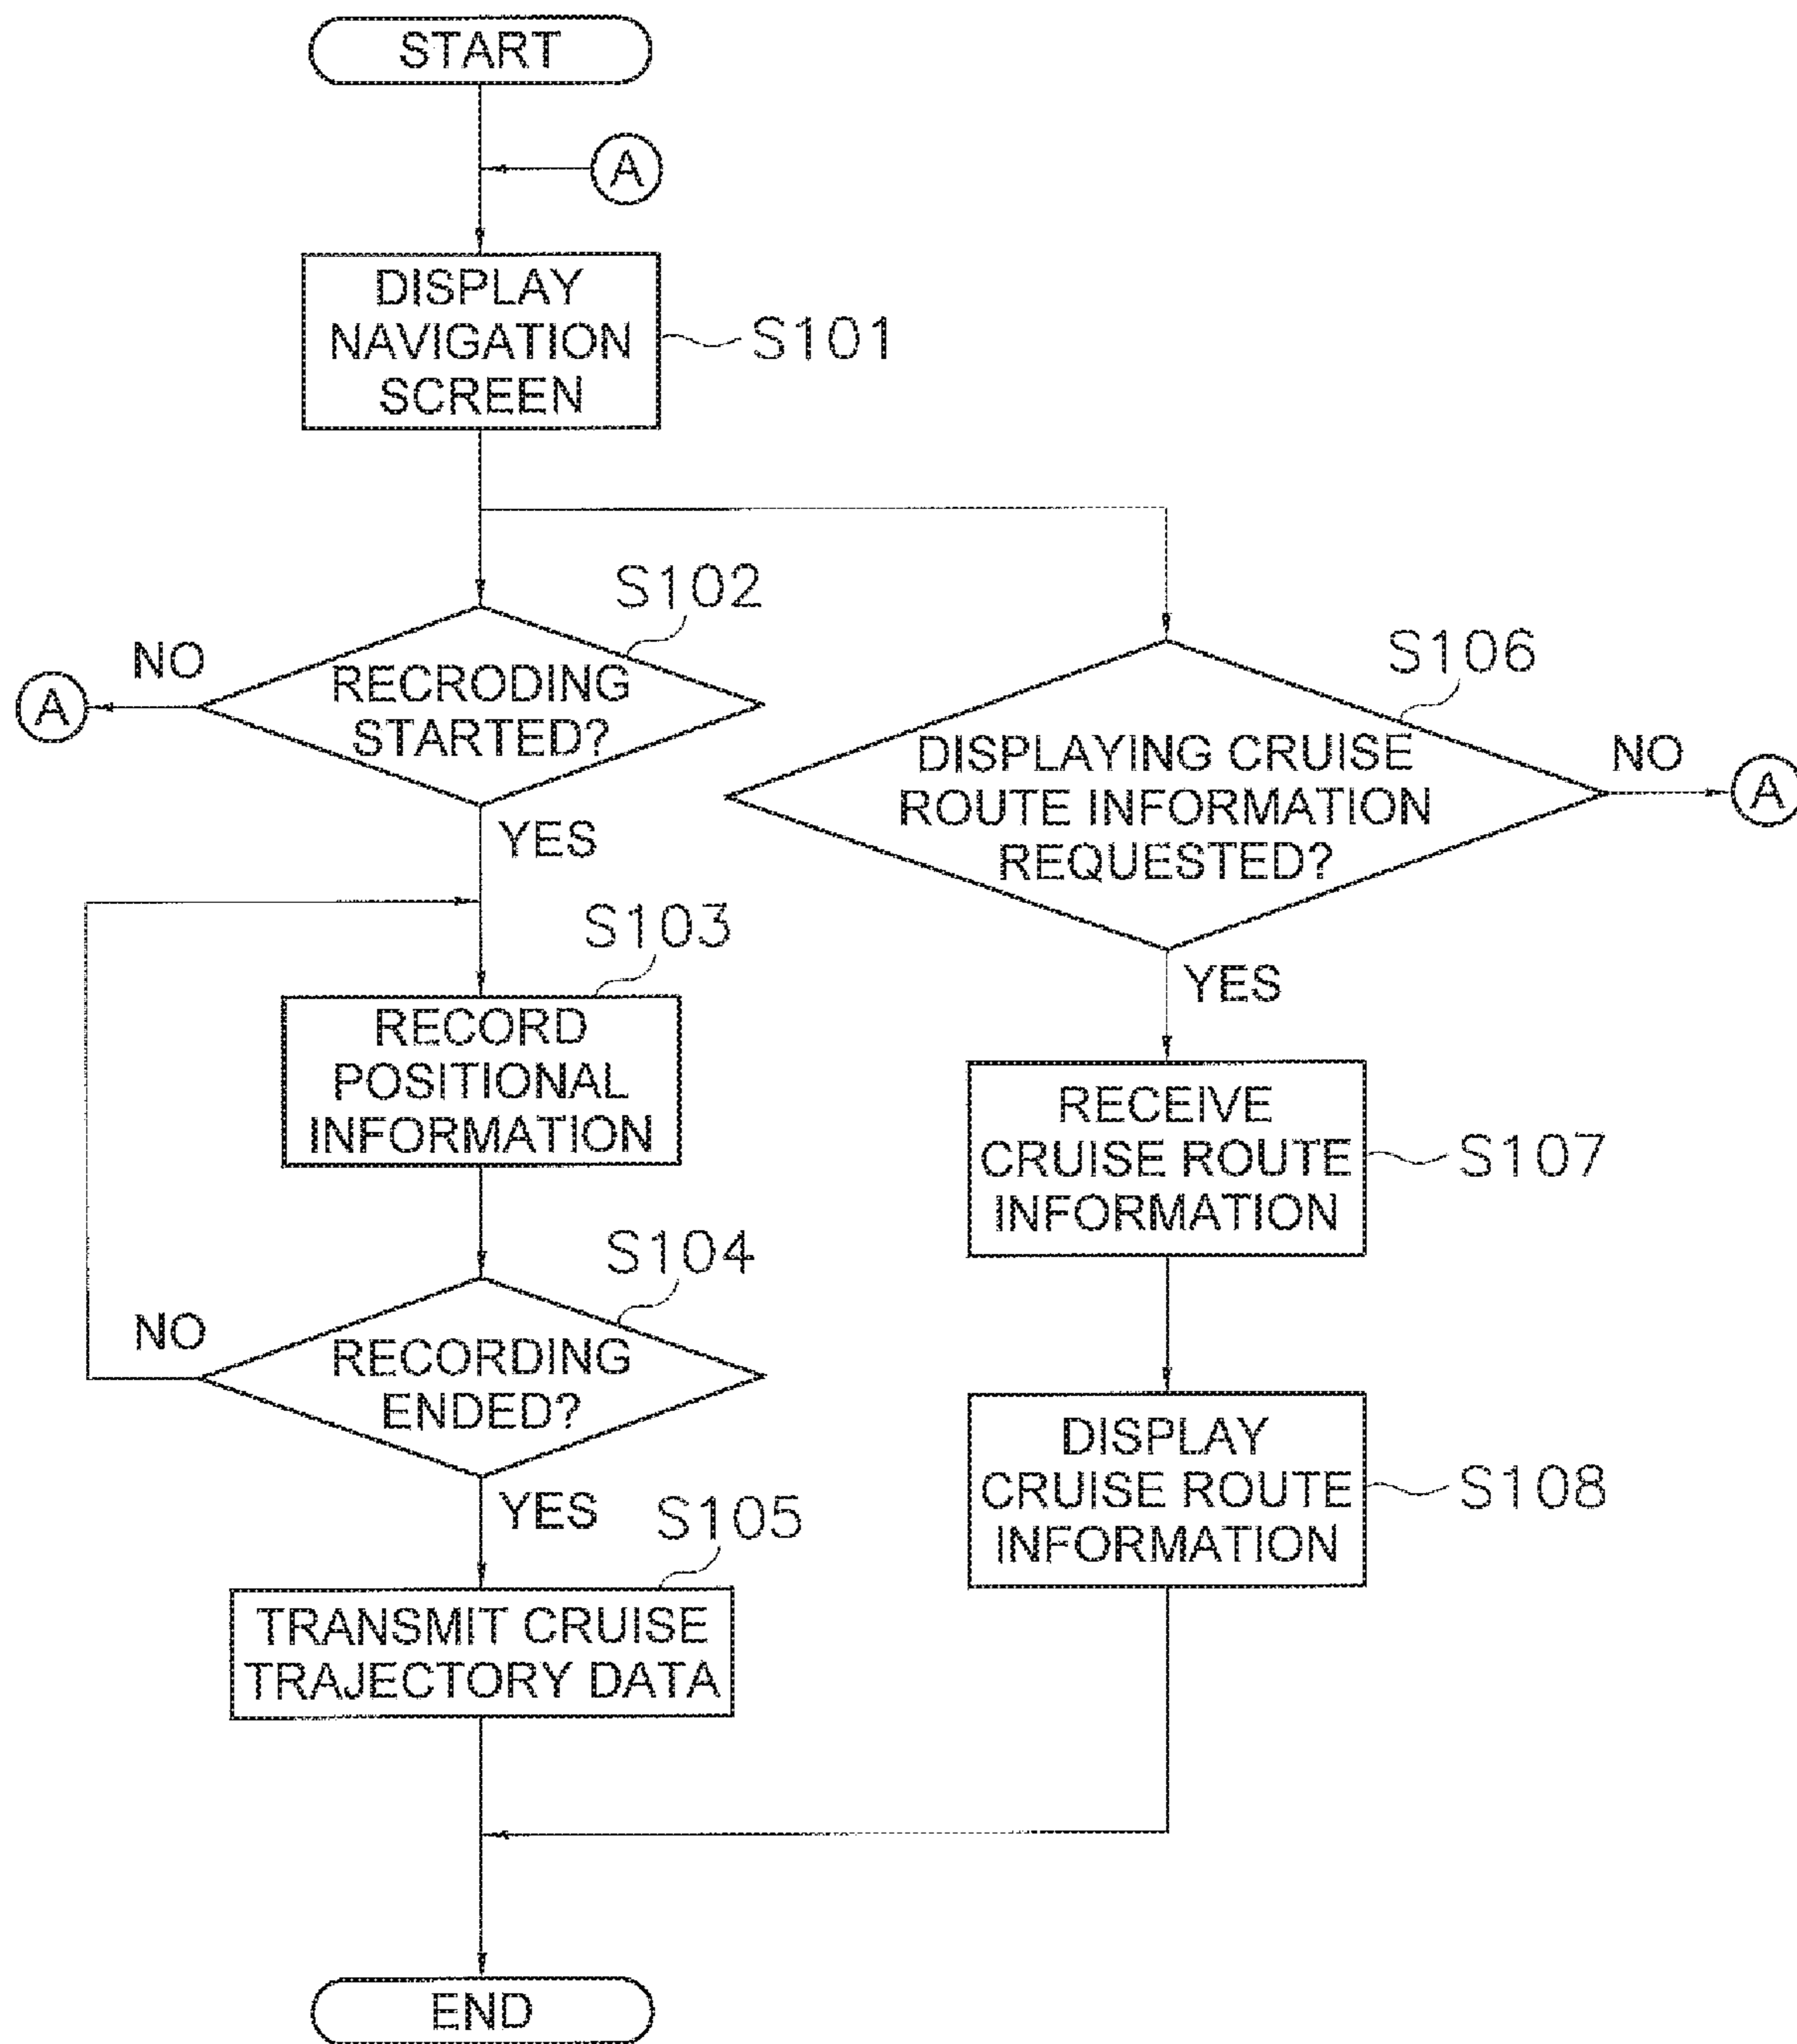 START
A
DISPLAY
NAVIGATION
SCREEN
S101
S102
NO
A
RECRODING
STARTED?
YES
S106
DISPLAYING CRUISE
ROUTE INFORMATION
REQUESTED?
NO
A
YES
S103
RECORD
POSITIONAL
INFORMATION
S104
NO
RECORDING
ENDED?
YES
S105
TRANSMIT CRUISE
TRAJECTORY DATA
RECEIVE
CRUISE ROUTE
INFORMATION
S107
DISPLAY
CRUISE ROUTE
INFORMATION
S108
END